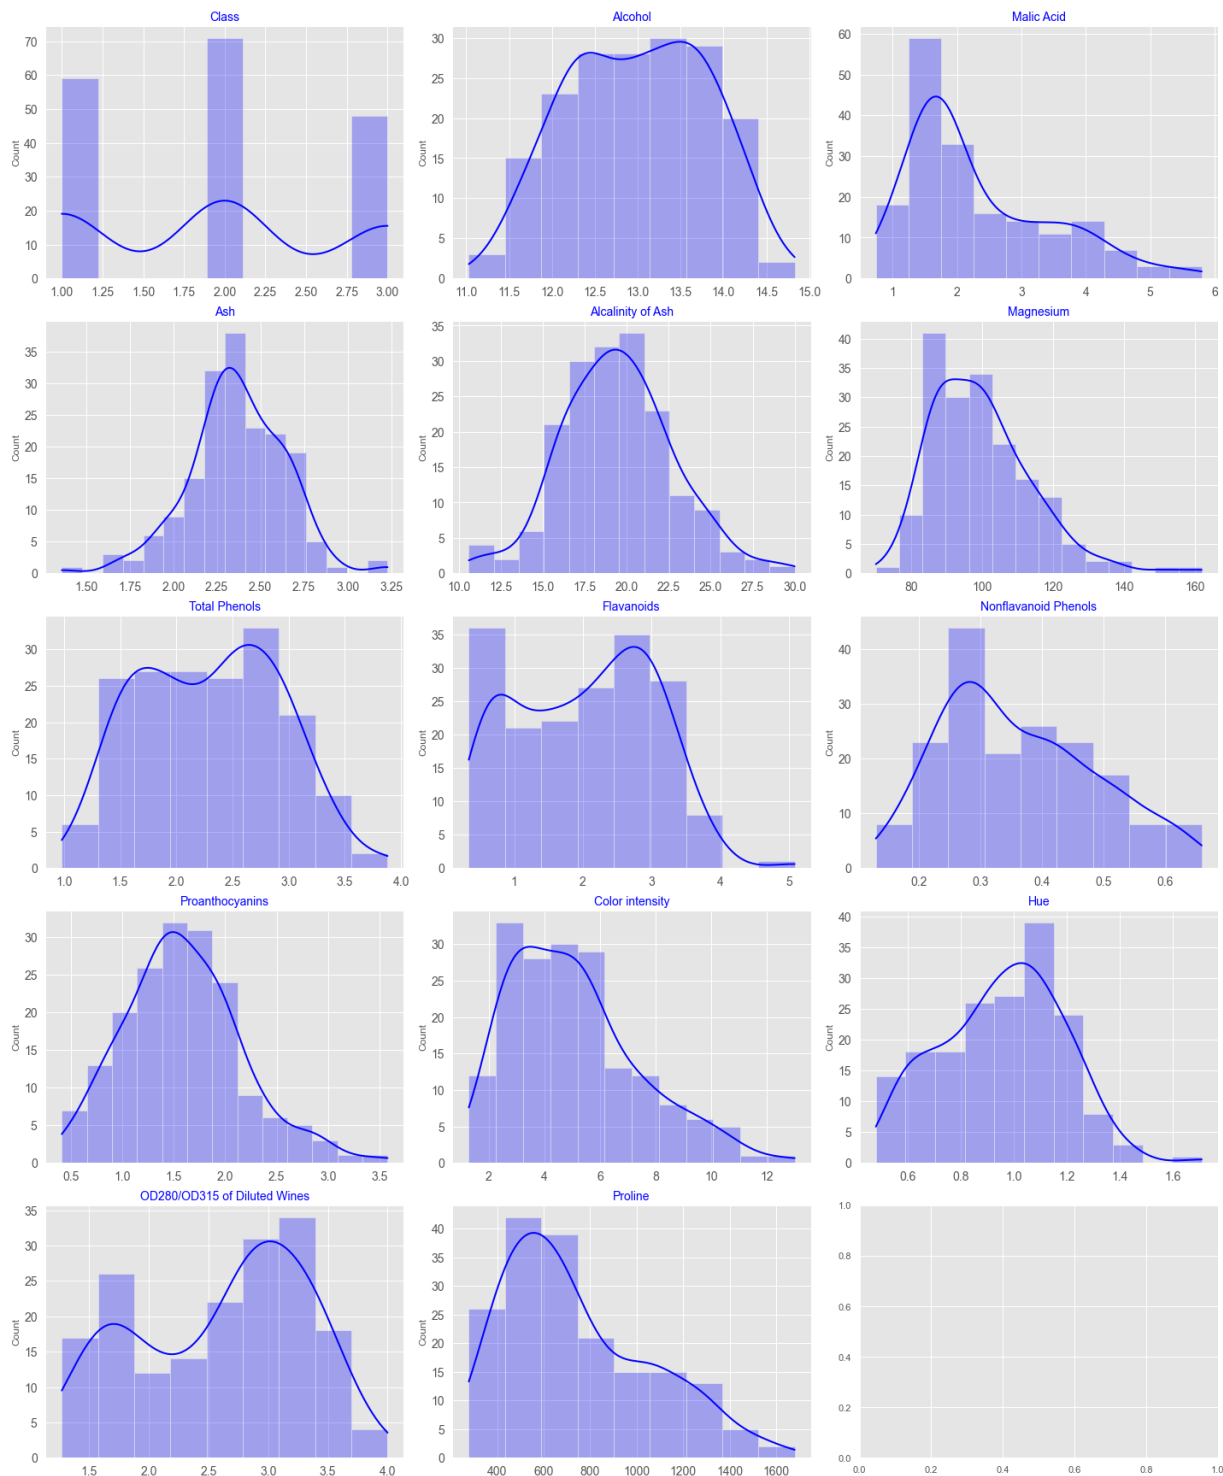 Class
Alcohol
Malic Acid
Count
70
60
50
40
30
20
10
0
1.00 1.25 1.50 1.75 2.00 2.25 2.50 2.75 3.00
Count
30
25
20
15
10
5
0
11.0 11.5 12.0 12.5 13.0 13.5 14.0 14.5 15.0
Count
60
50
40
30
20
10
0
1 2 3 4 5 6
Ash
Alcalinity of Ash
Magnesium
Count
35
30
25
20
15
10
5
0
1.50 1.75 2.00 2.25 2.50 2.75 3.00 3.25
Count
35
30
25
20
15
10
5
0
10.0 12.5 15.0 17.5 20.0 22.5 25.0 27.5 30.0
Count
40
35
30
25
20
15
10
5
0
80 100 120 140 160
Total Phenols
Flavanoids
Nonflavanoid Phenols
Count
30
25
20
15
10
5
0
1.0 1.5 2.0 2.5 3.0 3.5 4.0
Count
35
30
25
20
15
10
5
0
1 2 3 4 5
Count
40
30
20
10
0
0.2 0.3 0.4 0.5 0.6
Proanthocyanins
Color intensity
Hue
Count
30
25
20
15
10
5
0
0.5 1.0 1.5 2.0 2.5 3.0 3.5
Count
30
25
20
15
10
5
0
2 4 6 8 10 12
Count
40
35
30
25
20
15
10
5
0
0.6 0.8 1.0 1.2 1.4 1.6
OD280/OD315 of Diluted Wines
Proline
Count
35
30
25
20
15
10
5
0
1.5 2.0 2.5 3.0 3.5 4.0
Count
40
35
30
25
20
15
10
5
0
400 600 800 1000 1200 1400 1600
1.0
0.8
0.6
0.4
0.2
0.0
0.0 0.2 0.4 0.6 0.8 1.0